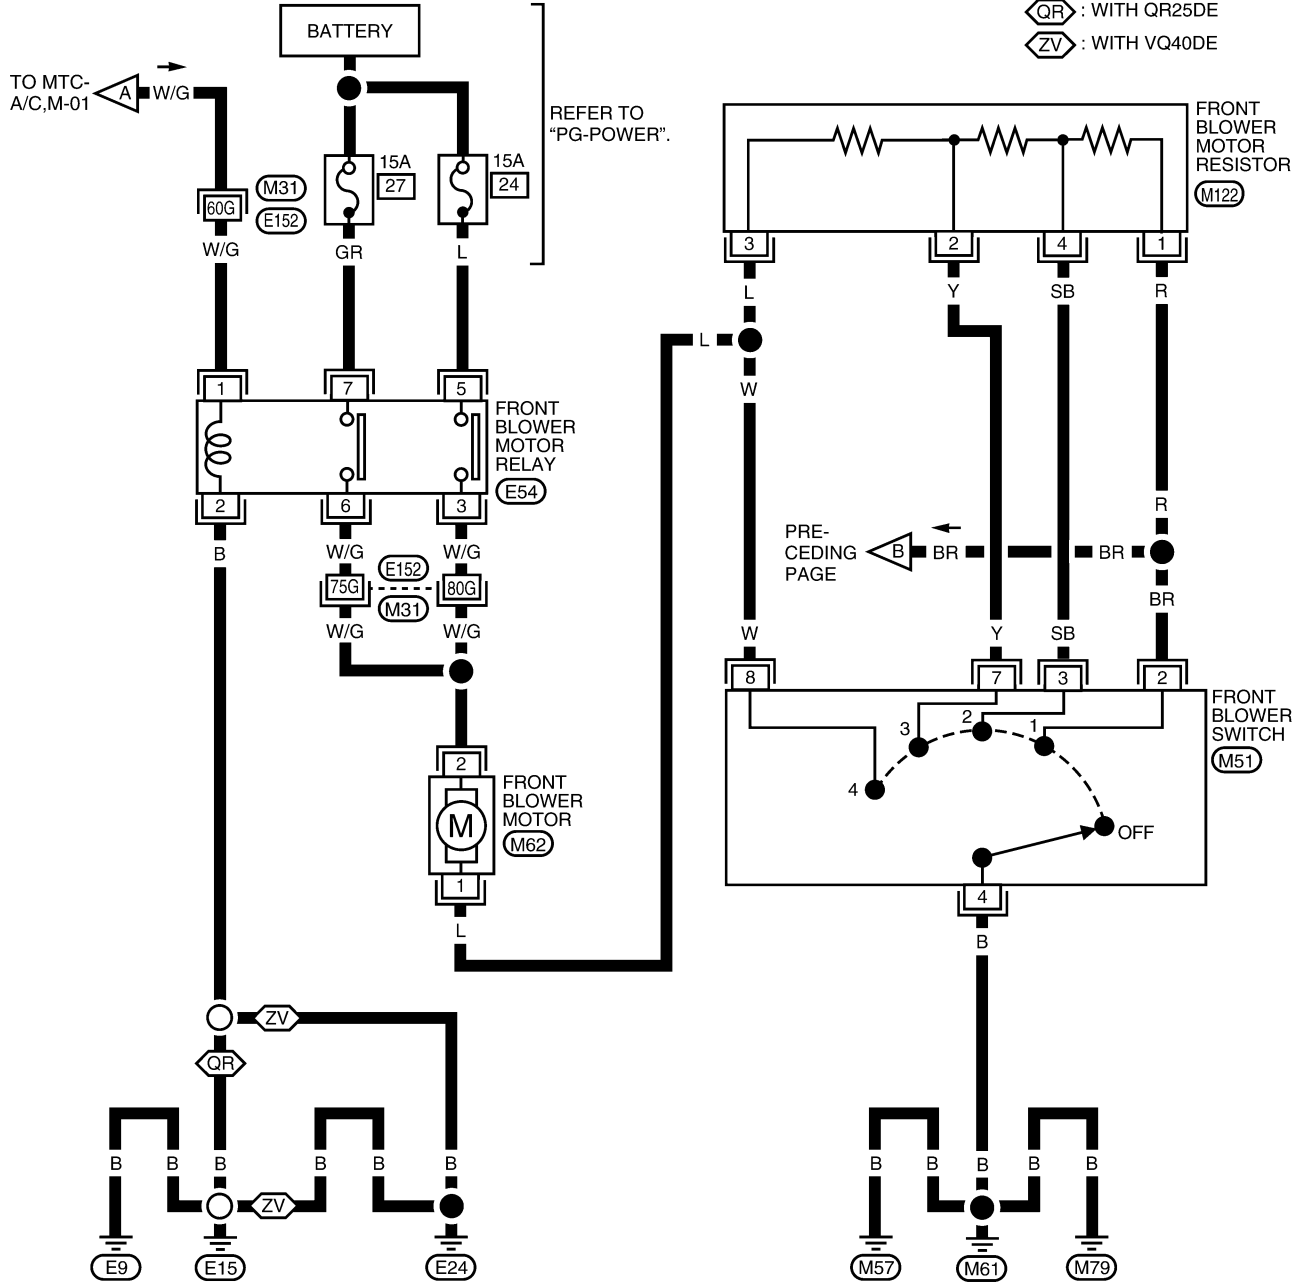 QR : WITH QR25DE
ZV : WITH VQ40DE
BATTERY
TO MTC-
A/C,M-01
A
W/G
REFER TO
“PG-POWER”.
15A
27
15A
24
60G
M31
E152
W/G
GR
L
1
7
5
FRONT
BLOWER
MOTOR
RELAY
E54
2
6
3
B
W/G
W/G
75G
E152
M31
80G
W/G
W/G
2
FRONT
BLOWER
MOTOR
M
M62
1
L
ZV
QR
B
B
B
B
B
B
ZV
E9
E15
E24
FRONT
BLOWER
MOTOR
RESISTOR
M122
3
2
4
1
L
Y
SB
R
L
W
R
PRE-
CEDING
PAGE
B
BR
BR
BR
W
Y
SB
8
7
3
2
FRONT
BLOWER
SWITCH
M51
3
2
1
4
OFF
4
B
B
B
B
B
B
M57
M61
M79